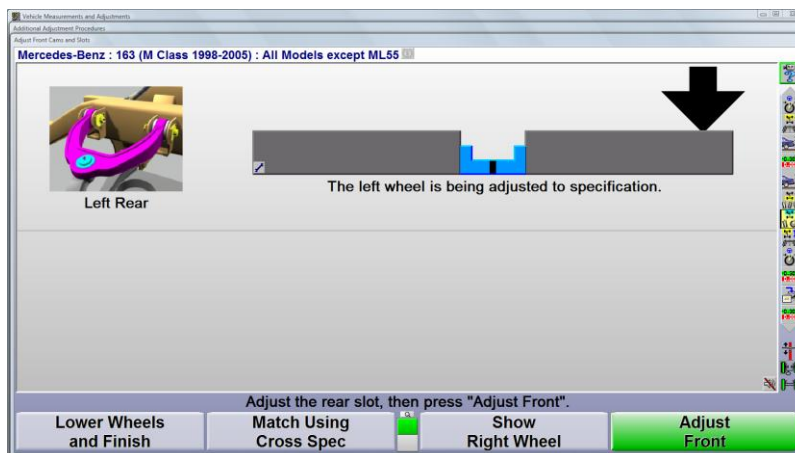 Vehicle Measurements and Adjustments
Additional Adjustment Procedures
Adjust Front Cams and Slots
Mercedes-Benz : 163 (M Class 1998-2005) : All Models except ML55
Left Rear
The left wheel is being adjusted to specification.
Adjust the rear slot, then press "Adjust Front".
Lower Wheels
and Finish
Match Using
Cross Spec
Show
Right Wheel
Adjust
Front